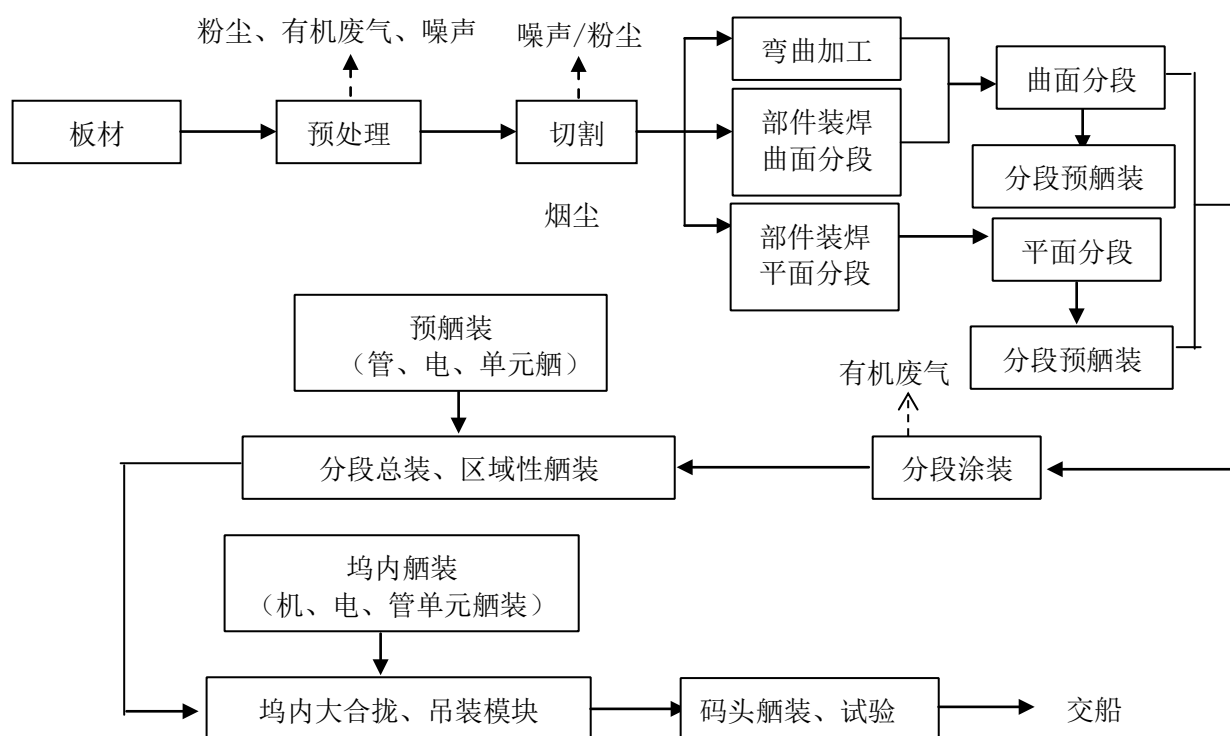 粉尘、有机废气、噪声
噪声/粉尘
弯曲加工
曲面分段
板材
预处理
切割
部件装焊
曲面分段
分段预舾装
烟尘
部件装焊
平面分段
平面分段
预舾装
（管、电、单元舾）
分段预舾装
有机废气
分段总装、区域性舾装
分段涂装
坞内舾装
（机、电、管单元舾装）
坞内大合拢、吊装模块
码头舾装、试验
交船